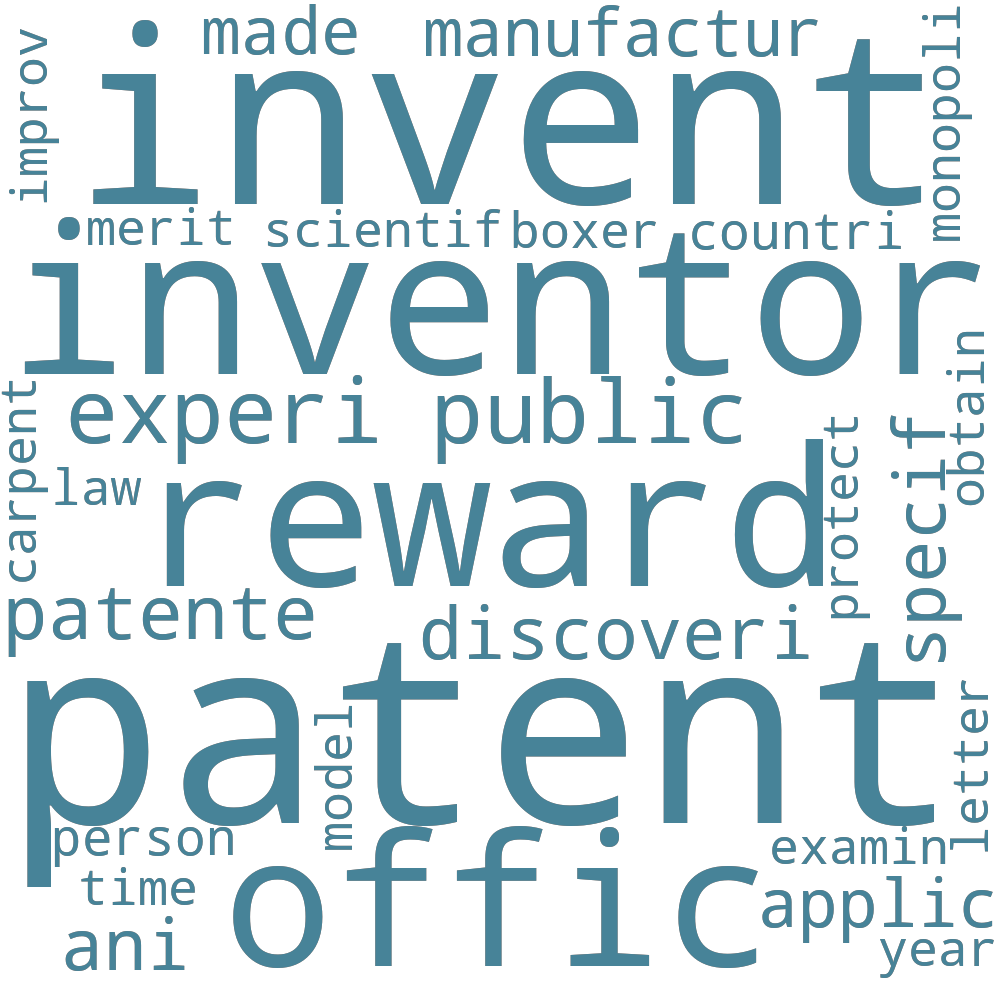 improv
made
manufactur
monopoli
invent
merit
scientif
boxer
countri
inventor
obtain
carpent
experi
public
protect
specif
law
reward
patente
discoveri
patent
model
letter
person
offic
examin
time
applic
ani
year